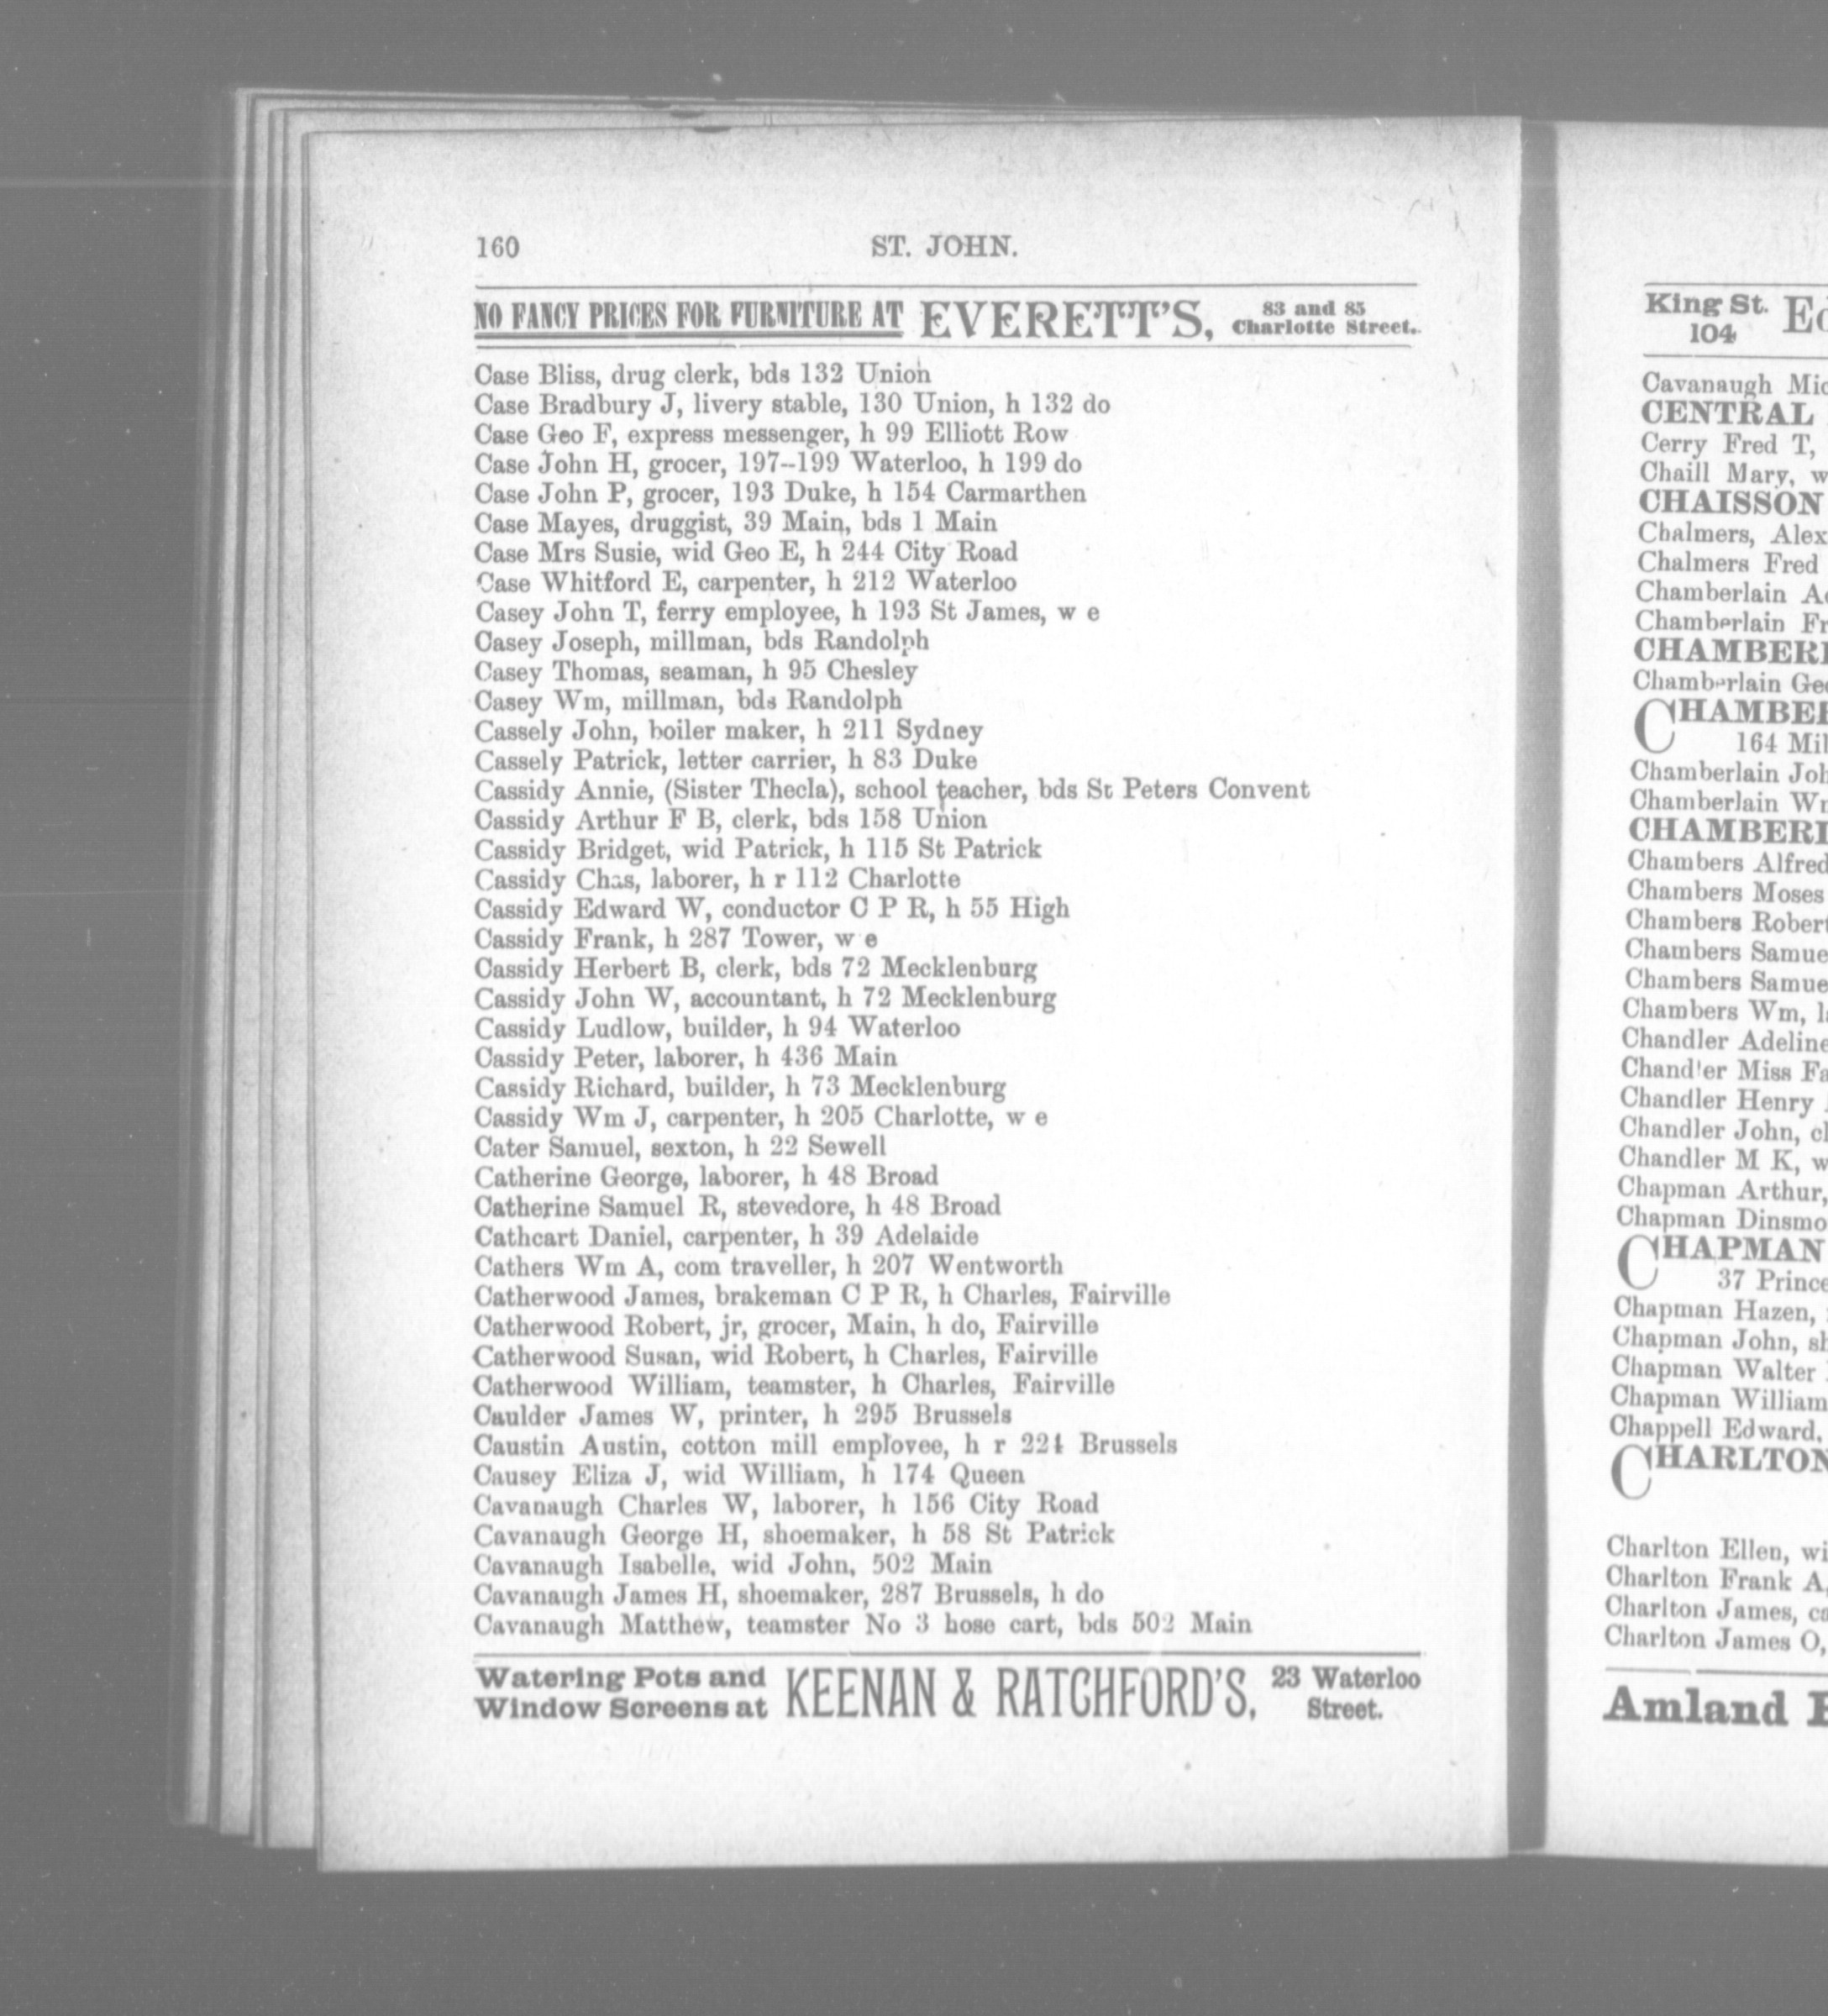 160 ST. JOHN.
NO FANCY PRICES FOR FURNITURE AT EVERETT'S, 83 and 85 Charlotte Street.
Case Bliss, drug clerk, bds 132 Union
Case Bradbury J, livery stable, 130 Union, h 132 do
Case Geo F, express messenger, h 99 Elliott Row
Case John H, grocer, 197--199 Waterloo, h 199 do
Case John P, grocer, 193 Duke, h 154 Carmarthen
Case Mayes, druggist, 39 Main, bds 1 Main
Case Mrs Susie, wid Geo E, h 244 City Road
Case Whitford E, carpenter, h 212 Waterloo
Casey John T, ferry employee, h 193 St James, w e
Casey Joseph, millman, bds Randolph
Casey Thomas, seaman, h 95 Chesley
Casey Wm, millman, bds Randolph
Cassely John, boiler maker, h 211 Sydney
Cassely Patrick, letter carrier, h 83 Duke
Cassidy Annie, (Sister Thecla), school teacher, bds St Peters Convent
Cassidy Arthur F B, clerk, bds 158 Union
Cassidy Bridget, wid Patrick, h 115 St Patrick
Cassidy Chas, laborer, h r 112 Charlotte
Cassidy Edward W, conductor C P R, h 55 High
Cassidy Frank, h 287 Tower, w e
Cassidy Herbert B, clerk, bds 72 Mecklenburg
Cassidy John W, accountant, h 72 Mecklenburg
Cassidy Ludlow, builder, h 94 Waterloo
Cassidy Peter, laborer, h 436 Main
Cassidy Richard, builder, h 73 Mecklenburg
Cassidy Wm J, carpenter, h 205 Charlotte, w e
Cater Samuel, sexton, h 22 Sewell
Catherine George, laborer, h 48 Broad
Catherine Samuel R, stevedore, h 48 Broad
Cathcart Daniel, carpenter, h 39 Adelaide
Cathers Wm A, com traveller, h 207 Wentworth
Catherwood James, brakeman C P R, h Charles, Fairville
Catherwood Robert, jr, grocer, Main, h do, Fairville
Catherwood Susan, wid Robert, h Charles, Fairville
Catherwood William, teamster, h Charles, Fairville
Caulder James W, printer, h 295 Brussels
Caustin Austin, cotton mill employee, h r 224 Brussels
Causey Eliza J, wid William, h 174 Queen
Cavanaugh Charles W, laborer, h 156 City Road
Cavanaugh George H, shoemaker, h 58 St Patrick
Cavanaugh Isabelle, wid John, 502 Main
Cavanaugh James H, shoemaker, 287 Brussels, h do
Cavanaugh Matthew, teamster No 3 hose cart, bds 502 Main
Watering Pots and Window Screens at KEENAN & RATCHFORD'S, 23 Waterloo Street.
King St.
104
Cavanaugh
CENTRAL
Cerry Fred T,
Chaill Mary,
CHAISSON
Chalmers, Alex
Chalmers Fred
Chamberlain
Chamberlain
Chamberlain
164
Chamberlain
Chamberlain
Chambers Alfred
Chambers Moses
Chambers Robert
Chambers
Chambers
Chambers Wm,
Chandler Adeline
Chandler Miss
Chandler Henry
Chandler John,
Chandler M K,
Chapman Arthur,
Chapman
CHAPMAN
37
Chapman Hazen,
Chapman John,
Chapman Walter
Chapman William
Chappell Edward,
CHARLTON
Charlton Ellen,
Charlton Frank A,
Charlton James,
Charlton James O,
Amland